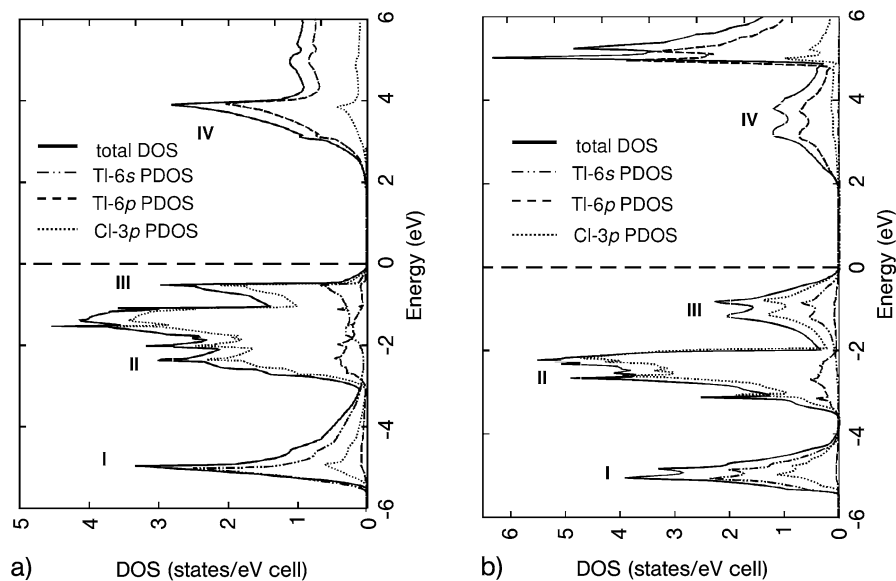 6
4
IV
total DOS
Tl-6s PDOS
Tl-6p PDOS
Cl-3p PDOS
2
0
III
-2
II
-4
I
-6
Energy (eV)
5 4 3 2 1 0
a) DOS (states/eV cell)
6
4
IV
total DOS
Tl-6s PDOS
Tl-6p PDOS
Cl-3p PDOS
2
0
III
-2
II
-4
I
-6
Energy (eV)
6 5 4 3 2 1 0
b) DOS (states/eV cell)